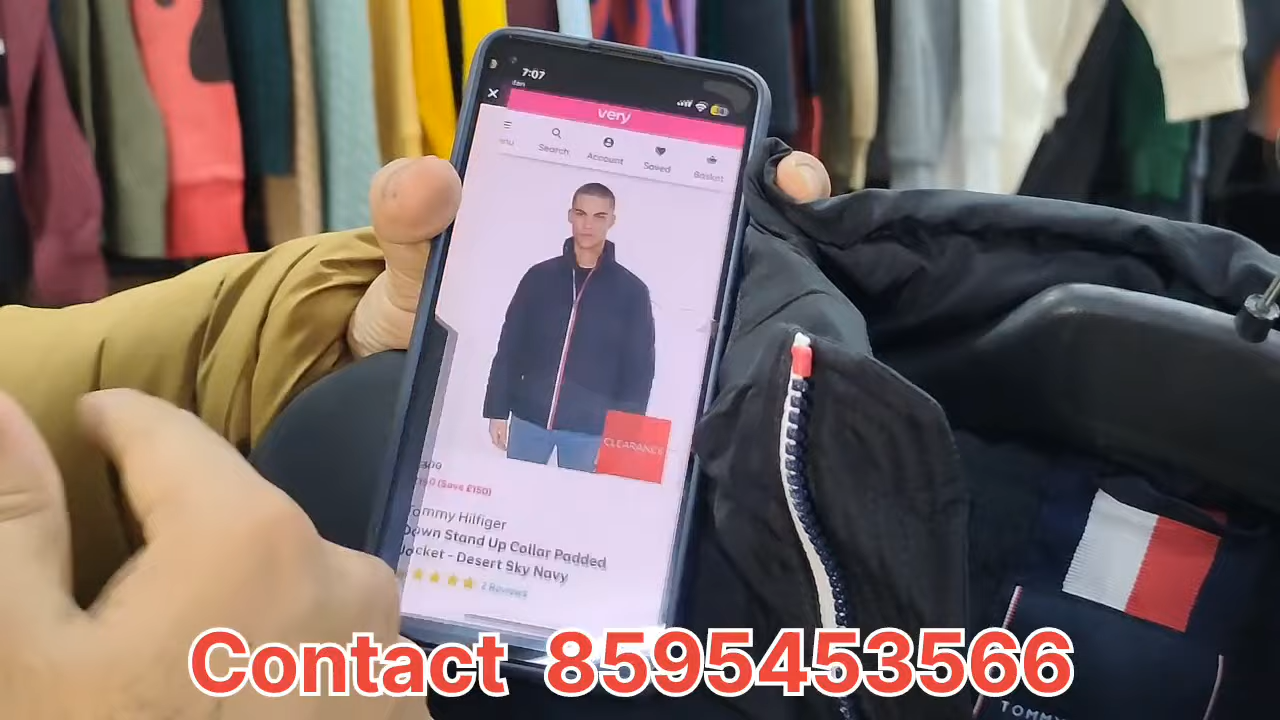 7:07
very
Search
Account
Saved
Basket
CLEARANCE
(Save £150)
Tommy Hilfiger
Down Stand Up Collar Padded
Jacket - Desert Sky Navy
2 Reviews
TOMMY
Contact 8595453566